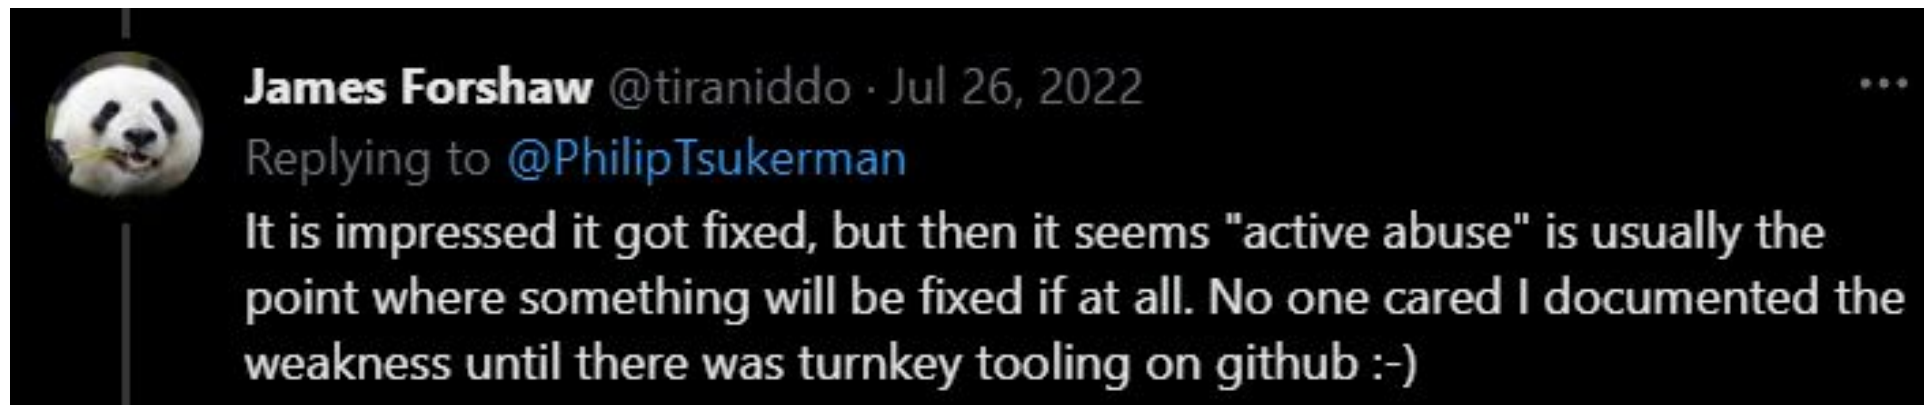 James Forshaw @tiraniddo · Jul 26, 2022
Replying to @PhilipTsukerman
It is impressed it got fixed, but then it seems "active abuse" is usually the
point where something will be fixed if at all. No one cared I documented the
weakness until there was turnkey tooling on github :-)